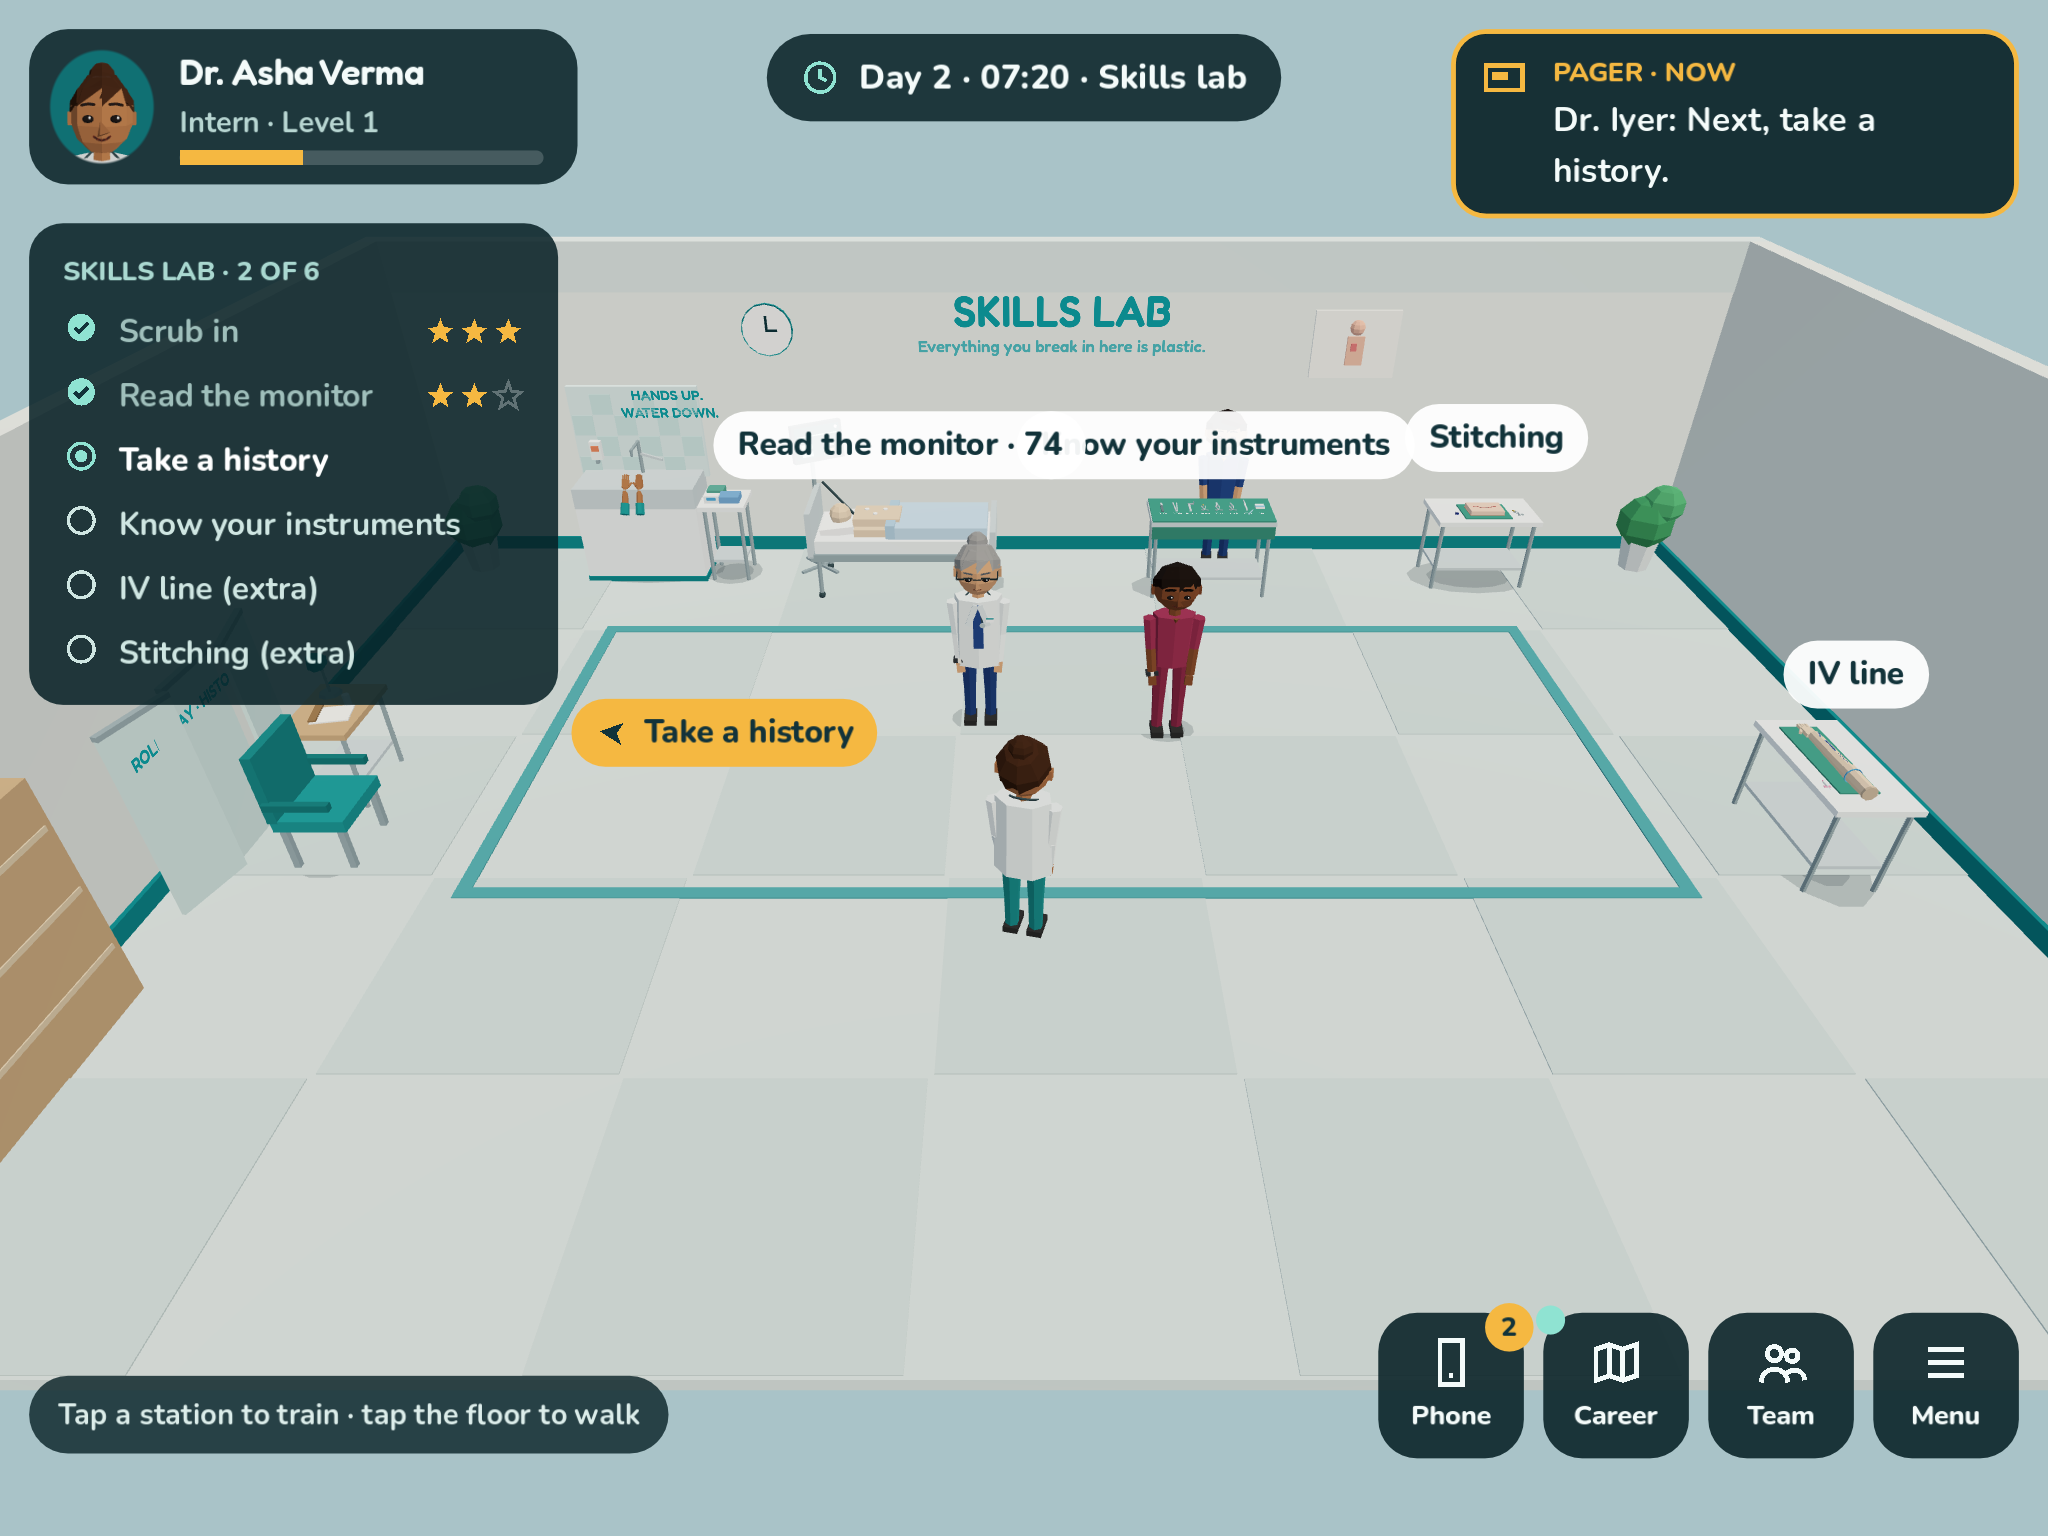 Dr. Asha Verma
Intern · Level 1
Day 2 · 07:20 · Skills lab
PAGER · NOW
Dr. Iyer: Next, take a
history.
SKILLS LAB · 2 OF 6
Scrub in
Read the monitor
Take a history
Know your instruments
IV line (extra)
Stitching (extra)
SKILLS LAB
Everything you break in here is plastic.
HANDS UP.
WATER DOWN.
Read the monitor · 74
your instruments
Stitching
IV line
Take a history
Tap a station to train · tap the floor to walk
2
Phone
Career
Team
Menu